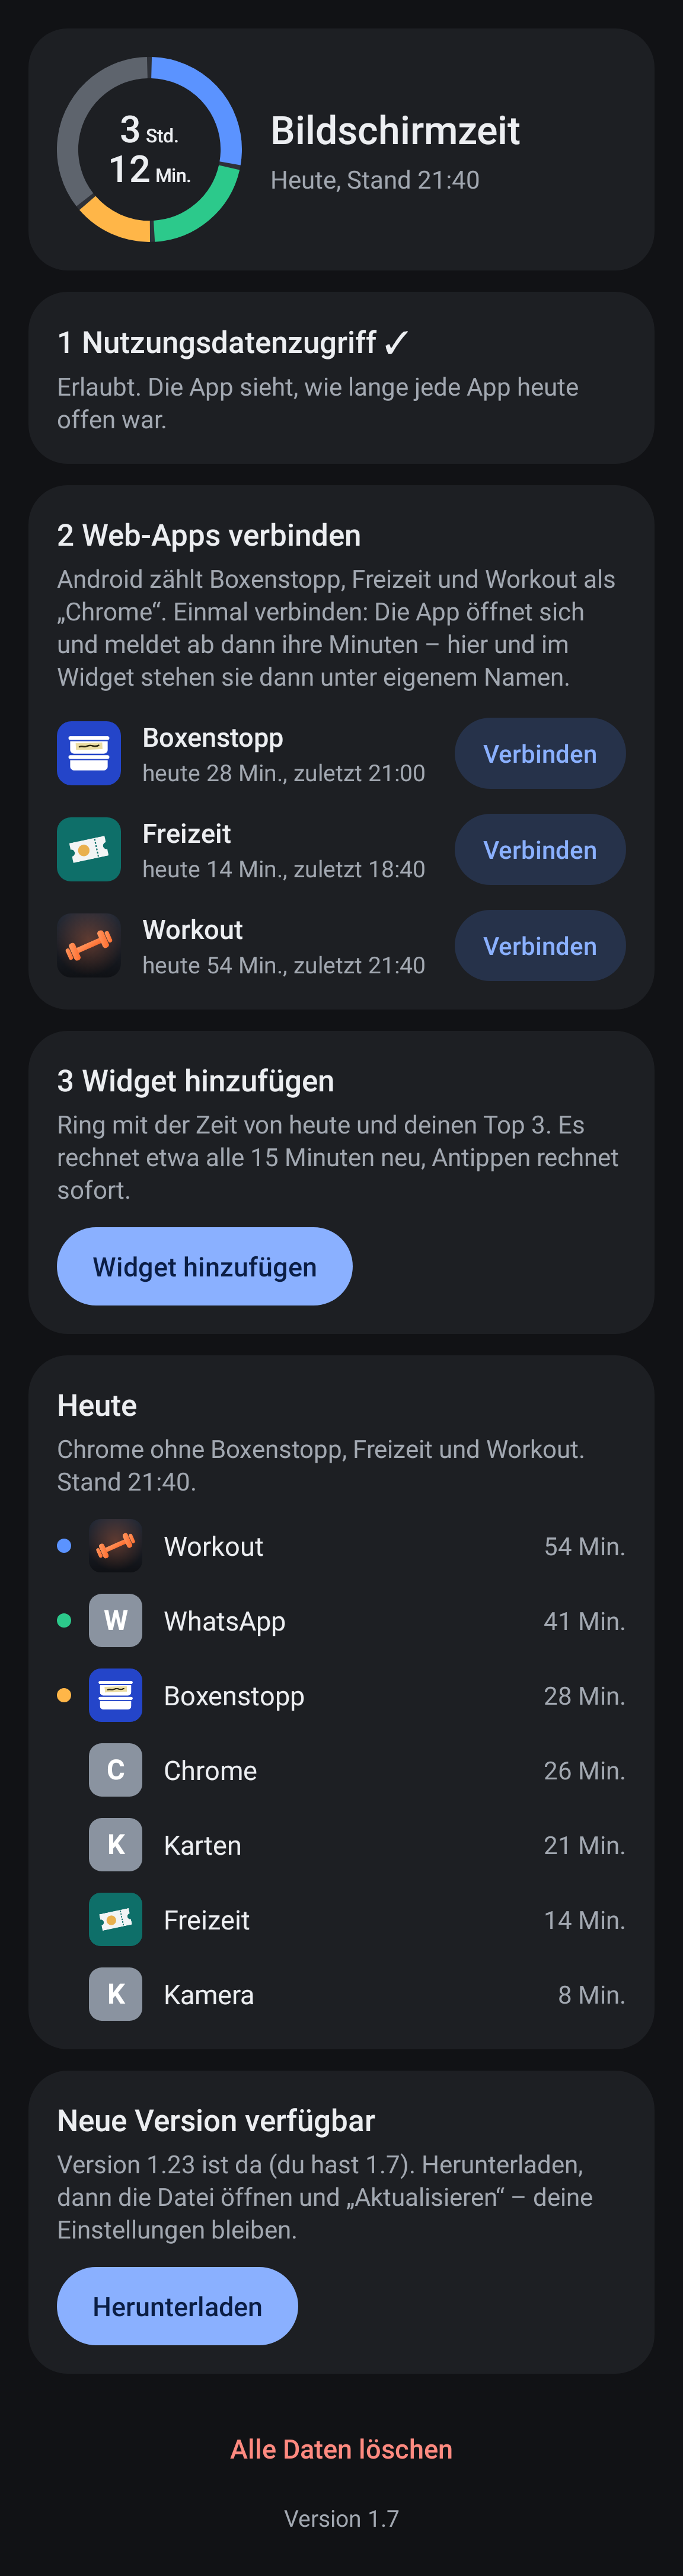 3 Std.
12 Min.
Bildschirmzeit
Heute, Stand 21:40
1 Nutzungsdatenzugriff ✓
Erlaubt. Die App sieht, wie lange jede App heute
offen war.
2 Web-Apps verbinden
Android zählt Boxenstopp, Freizeit und Workout als
„Chrome“. Einmal verbinden: Die App öffnet sich
und meldet ab dann ihre Minuten – hier und im
Widget stehen sie dann unter eigenem Namen.
Boxenstopp
heute 28 Min., zuletzt 21:00
Verbinden
Freizeit
heute 14 Min., zuletzt 18:40
Verbinden
Workout
heute 54 Min., zuletzt 21:40
Verbinden
3 Widget hinzufügen
Ring mit der Zeit von heute und deinen Top 3. Es
rechnet etwa alle 15 Minuten neu, Antippen rechnet
sofort.
Widget hinzufügen
Heute
Chrome ohne Boxenstopp, Freizeit und Workout.
Stand 21:40.
Workout 54 Min.
W WhatsApp 41 Min.
Boxenstopp 28 Min.
C Chrome 26 Min.
K Karten 21 Min.
Freizeit 14 Min.
K Kamera 8 Min.
Neue Version verfügbar
Version 1.23 ist da (du hast 1.7). Herunterladen,
dann die Datei öffnen und „Aktualisieren“ – deine
Einstellungen bleiben.
Herunterladen
Alle Daten löschen
Version 1.7